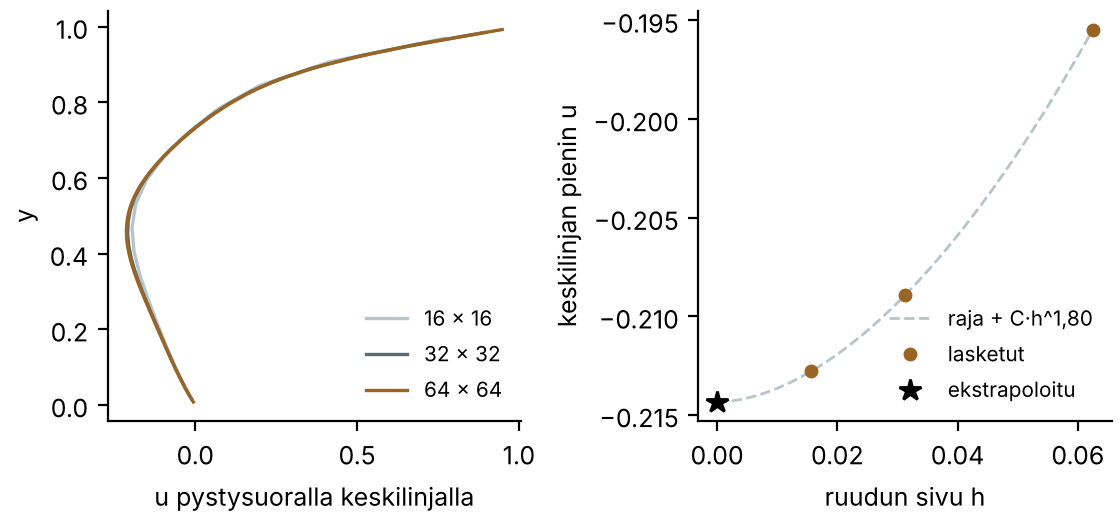 1.0
0.8
0.6
0.4
0.2
0.0
y
0.0
0.5
1.0
u pystysuoralla keskilinjalla
16 × 16
32 × 32
64 × 64
−0.195
−0.200
−0.205
−0.210
−0.215
keskilinjan pienin u
0.00
0.02
0.04
0.06
ruudun sivu h
raja + C·h^1,80
lasketut
ekstrapoloitu